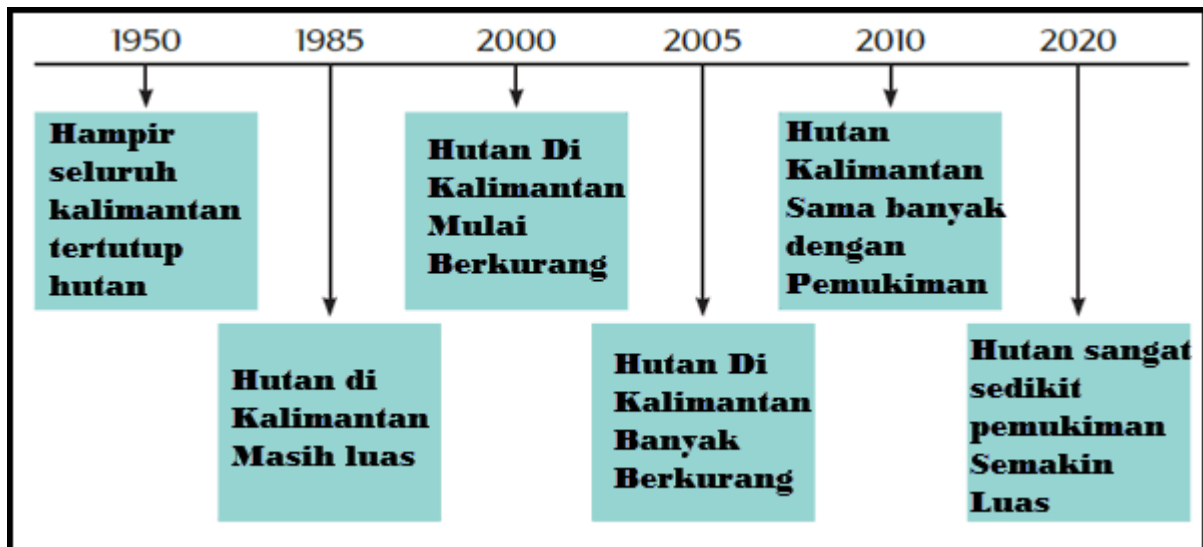 1950 1985 2000 2005 2010 2020
Hampir
seluruh
kalimantan
tertutup
hutan
Hutan di
Kalimantan
Masih luas
Hutan Di
Kalimantan
Mulai
Berkurang
Hutan Di
Kalimantan
Banyak
Berkurang
Hutan
Kalimantan
Sama banyak
dengan
Pemukiman
Hutan sangat
sedikit
pemukiman
Semakin
Luas